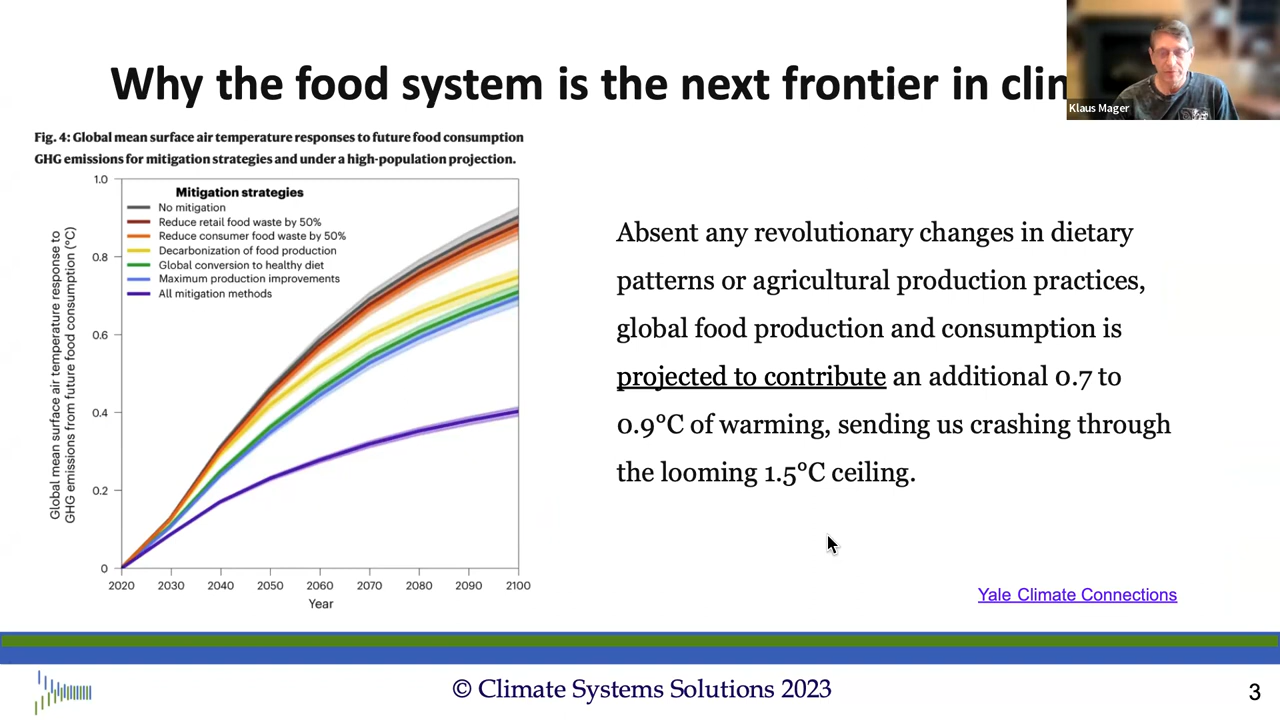 Why the food system is the next frontier in clim
Klaus Mager
Fig. 4: Global mean surface air temperature responses to future food consumption
GHG emissions for mitigation strategies and under a high-population projection.
Global mean surface air temperature response to
GHG emissions from future food consumption (°C)
1.0
0.8
0.6
0.4
0.2
0
Mitigation strategies
No mitigation
Reduce retail food waste by 50%
Reduce consumer food waste by 50%
Decarbonization of food production
Global conversion to healthy diet
Maximum production improvements
All mitigation methods
2020 2030 2040 2050 2060 2070 2080 2090 2100
Year
Absent any revolutionary changes in dietary
patterns or agricultural production practices,
global food production and consumption is
projected to contribute an additional 0.7 to
0.9°C of warming, sending us crashing through
the looming 1.5°C ceiling.
Yale Climate Connections
© Climate Systems Solutions 2023
3